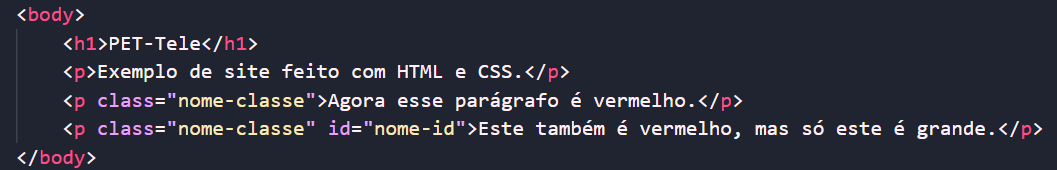 <body>
<h1>PET-Tele</h1>
<p>Exemplo de site feito com HTML e CSS.</p>
<p class="nome-classe">Agora esse parágrafo é vermelho.</p>
<p class="nome-classe" id="nome-id">Este também é vermelho, mas só este é grande.</p>
</body>